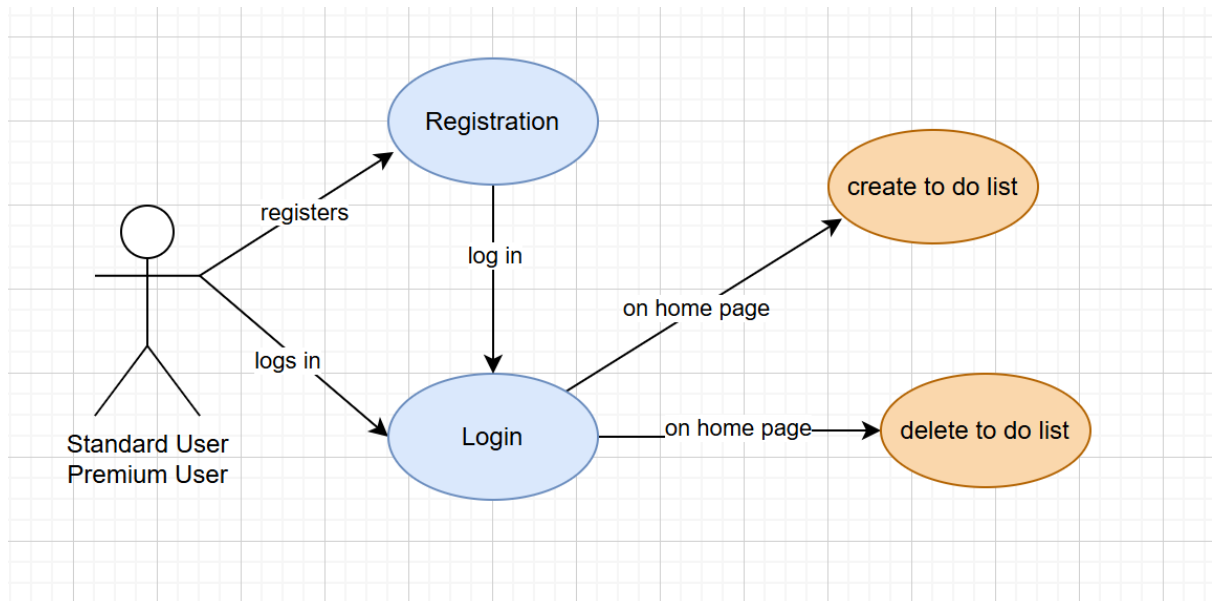 Registration
create to do list
registers
log in
on home page
logs in
on home page
delete to do list
Login
Standard User
Premium User